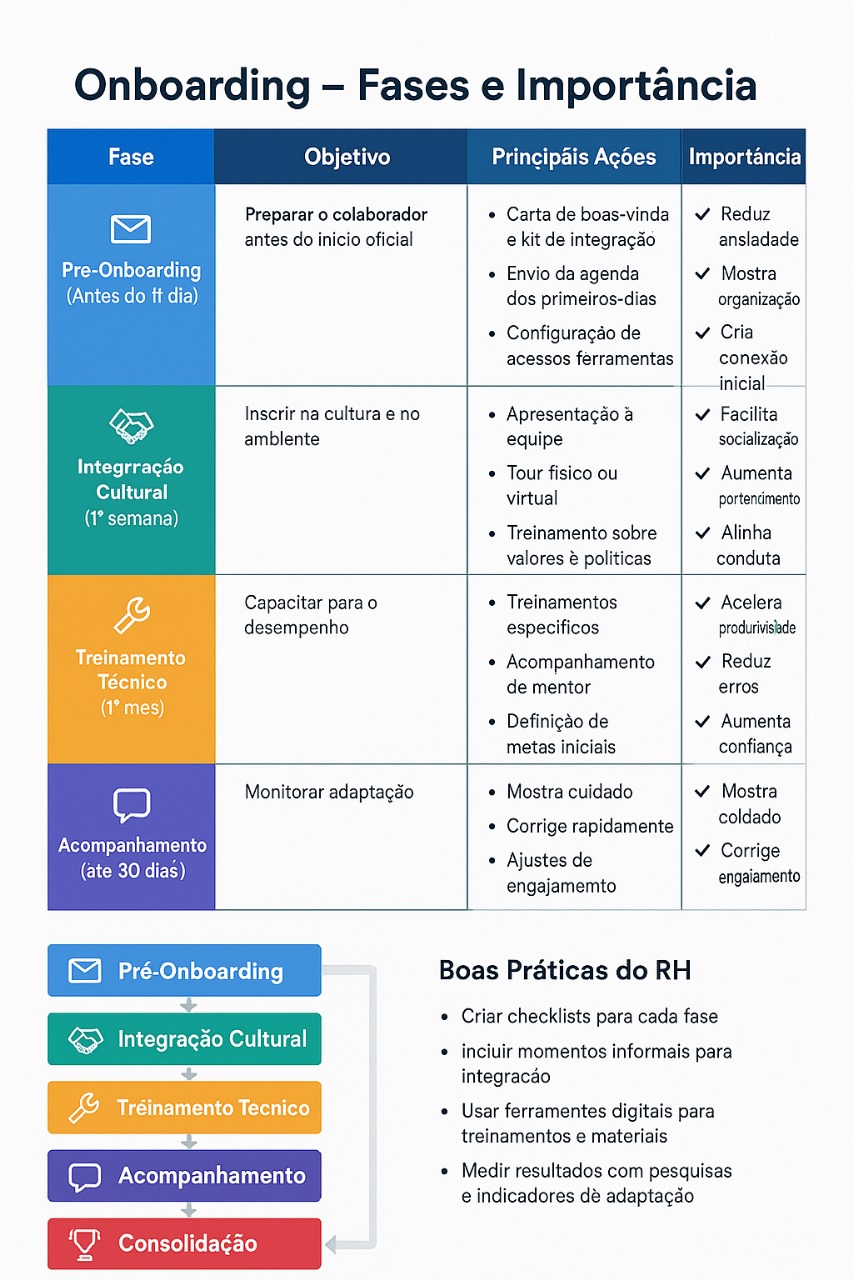 Onboarding – Fases e Importância
Fase
Objetivo
Princįpāis Ações
Importáncia
Pre-Onboarding
(Antes do 1t dia)
Preparar o colaborador
antes do inicio oficial
• Carta de boas-vinda
e kit de integração
• Envio da agenda
dos primeiros-dias
• Configuração de
acessos ferramentas
✓ Reduz
ansladade
✓ Mostra
organização
✓ Cria
conexão
inicial
Integrração
Cultural
(1° semana)
Inscrir na cultura e no
amblente
• Apresentação à
equipe
• Tour fisico ou
virtual
• Treinamento sobre
valores è politicas
✓ Facilita
socialização
✓ Aumenta
portencimento
✓ Alinha
conduta
Treinamento
Técnico
(1° mes)
Capacitar para o
desempenho
• Treinamentos
especificos
• Acompanhamento
de mentor
• Definição de
metas iniciais
✓ Acelera
✓ Reduz
erros
✓ Aumenta
confiança
Acompanhamento
(ate 30 dias)
Monitorar adaptação
• Mostra cuidado
• Corrige rapidamente
• Ajustes de
engajamemto
✓ Mostra
coldado
✓ Corrige
engaiamento
Pré-Onboarding
Integração Cultural
Trëinamento Tecnico
Acompanhamento
Consolidação
Boas Práticas do RH
• Criar checklists para cada fase
• inciuir momentos informais para
integracáo
• Usar ferramentes digitais para
treinamentos e materiais
• Medir resultados com pesquisas
e indicadores dè adaptação